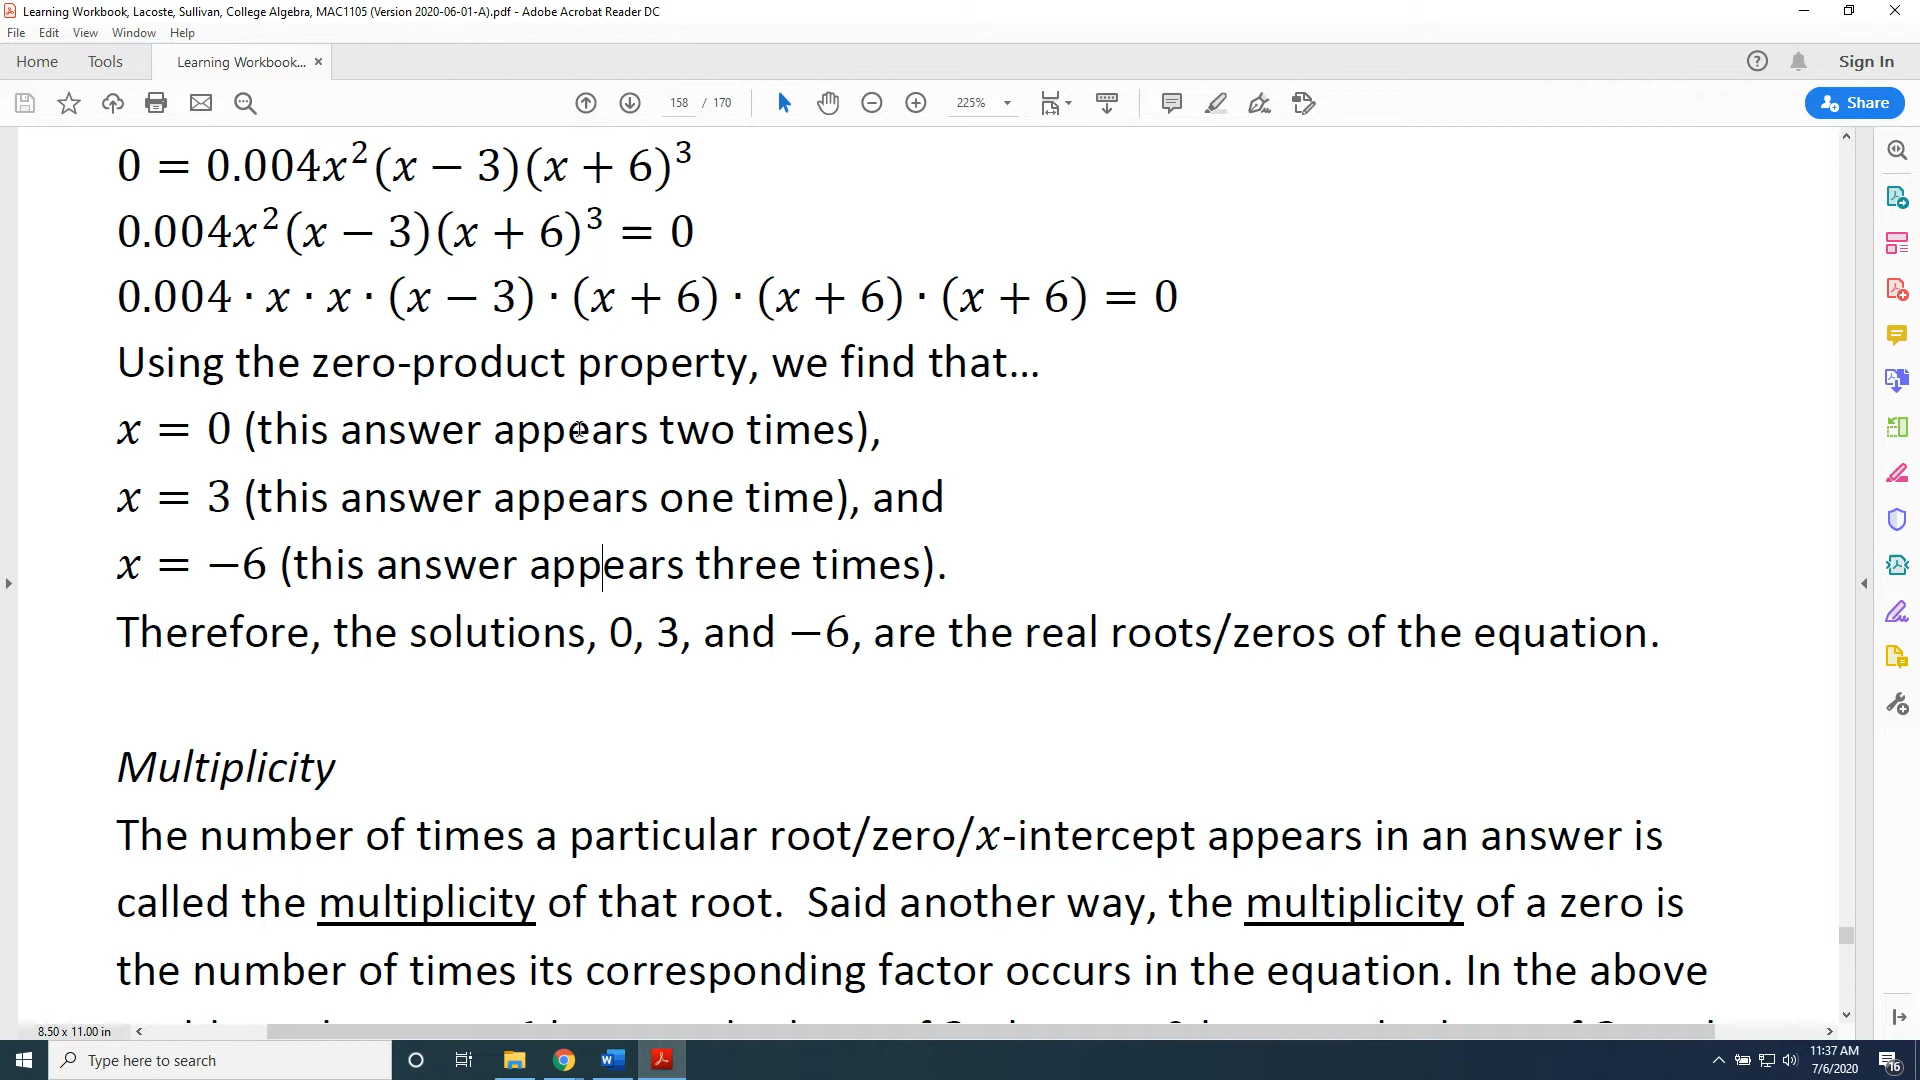 Learning Workbook, Lacoste, Sullivan, College Algebra, MAC1105 (Version 2020-06-01-A).pdf - Adobe Acrobat Reader DC
File Edit View Window Help
Home Tools Learning Workbook... × Sign In
158 / 170 225% Share
0 = 0.004x²(x − 3)(x + 6)³
0.004x²(x − 3)(x + 6)³ = 0
0.004 · x · x · (x − 3) · (x + 6) · (x + 6) · (x + 6) = 0
Using the zero-product property, we find that...
x = 0 (this answer appears two times),
x = 3 (this answer appears one time), and
x = −6 (this answer appears three times).
Therefore, the solutions, 0, 3, and −6, are the real roots/zeros of the equation.
Multiplicity
The number of times a particular root/zero/x-intercept appears in an answer is
called the multiplicity of that root. Said another way, the multiplicity of a zero is
the number of times its corresponding factor occurs in the equation. In the above
8.50 x 11.00 in
Type here to search
11:37 AM
7/6/2020
16